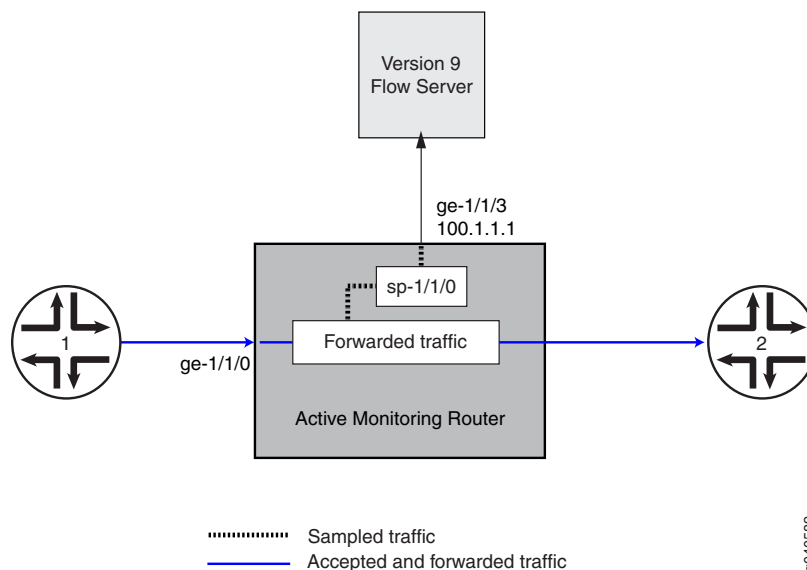 Version 9
Flow Server
ge-1/1/3
100.1.1.1
sp-1/1/0
1
Forwarded traffic
2
ge-1/1/0
Active Monitoring Router
Sampled traffic
Accepted and forwarded traffic